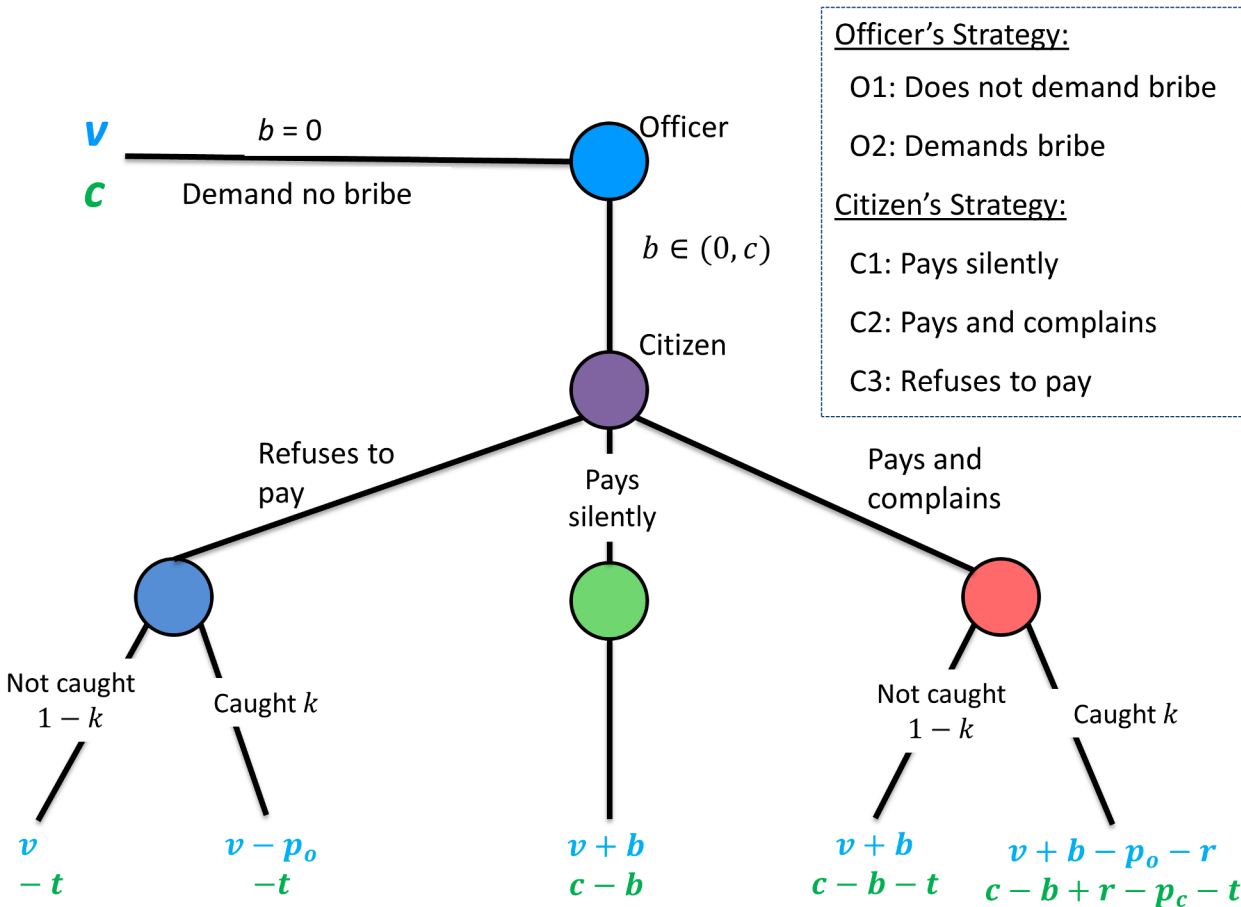 Officer's Strategy:
O1: Does not demand bribe
O2: Demands bribe
Citizen's Strategy:
C1: Pays silently
C2: Pays and complains
C3: Refuses to pay
v
c
b = 0
Demand no bribe
Officer
b ∈ (0, c)
Citizen
Refuses to
pay
Pays
silently
Pays and
complains
Not caught
1 − k
Caught k
Not caught
1 − k
Caught k
v
− t
v − pₒ
−t
v + b
c − b
v + b
c − b − t
v + b − pₒ − r
c − b + r − p_c − t